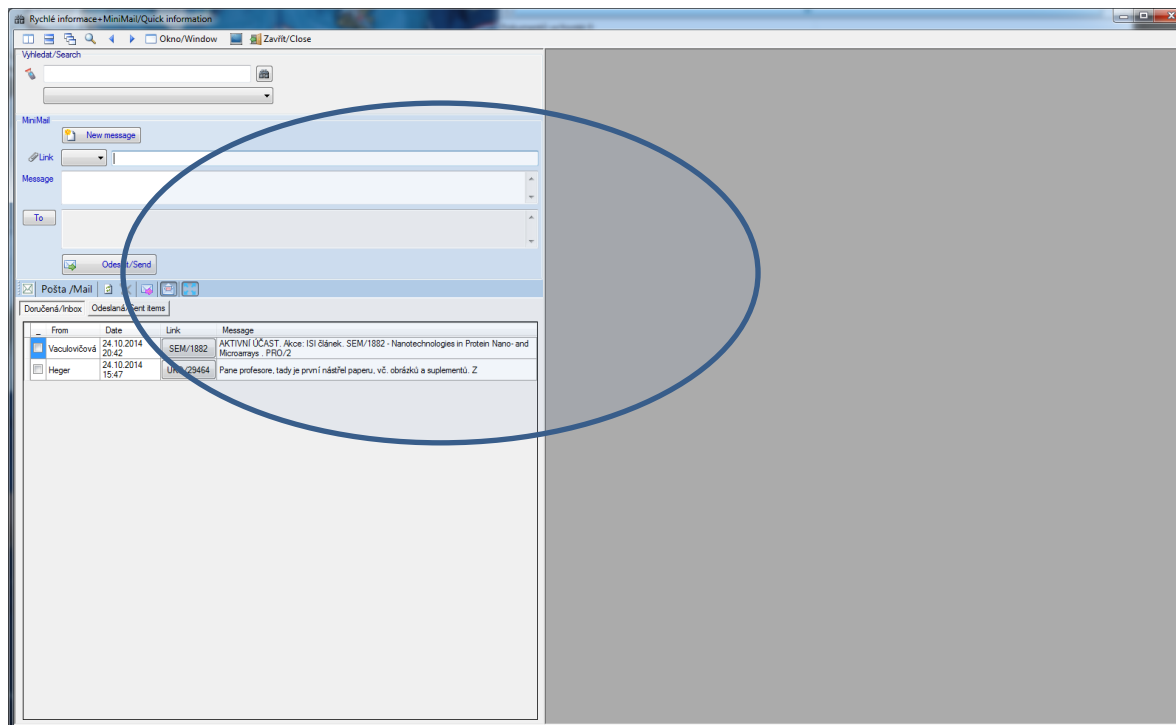 Rychlé informace+MiniMail/Quick information
Okno/Window Zavřít/Close
Vyhledat/Search
MiniMail
New message
Link
Message
To
Odeslat/Send
Pošta /Mail
Doručená/Inbox Odeslaná/Sent items
_ From Date Link Message
Vaculovičová 24.10.2014 20:42 SEM/1882 AKTIVNÍ ÚČAST. Akce: ISI článek. SEM/1882 - Nanotechnologies in Protein Nano- and
Microarrays . PRO/2
Heger 24.10.2014 15:47 /29464 Pane profesore, tady je první nástřel paperu, vč. obrázků a suplementů. Z